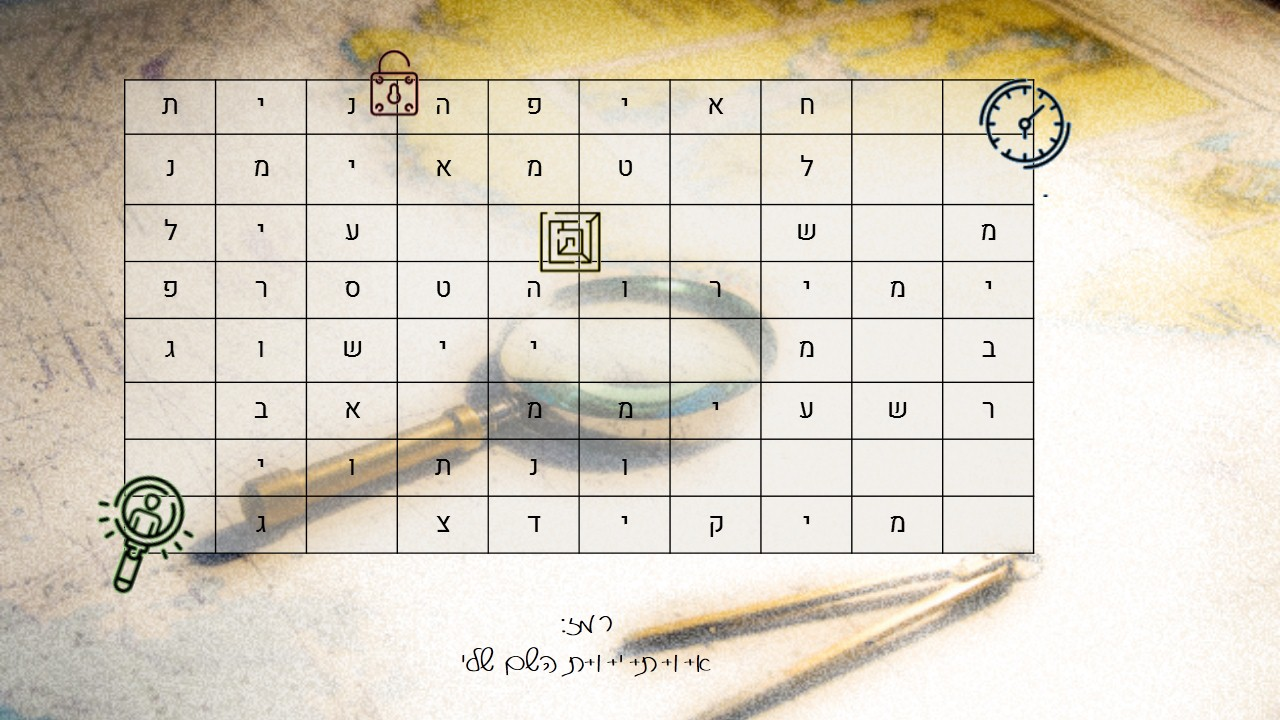 ח א י פ ה נ י ת
ל ט מ א י מ נ
מ ש ע י ל
י מ י ר ו ה ט ס ר פ
ב מ י י ש ו ג
ר ש ע י מ מ א ב
ו נ ת ו י
מ י ק י ד צ ג
רמז:
א-ו-ת-י-ו-ת השם שלי